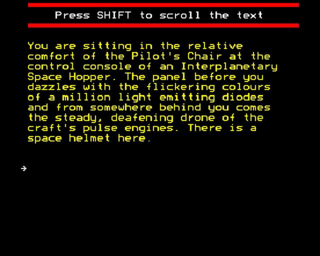 Press SHIFT to scroll the text
You are sitting in the relative
comfort of the Pilot's Chair at the
control console of an Interplanetary
Space Hopper. The panel before you
dazzles with the flickering colours
of a million light emitting diodes
and from somewhere behind you comes
the steady, deafening drone of the
craft's pulse engines. There is a
space helmet here.